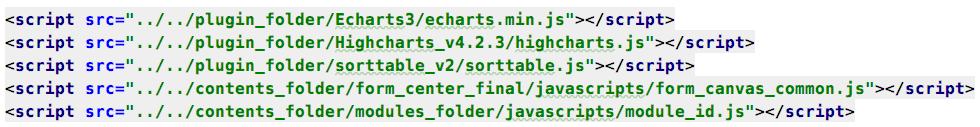 <script src="../../plugin_folder/Echarts3/echarts.min.js"></script>
<script src="../../plugin_folder/Highcharts_v4.2.3/highcharts.js"></script>
<script src="../../plugin_folder/sorttable_v2/sorttable.js"></script>
<script src="../../contents_folder/form_center_final/javascripts/form_canvas_common.js"></script>
<script src="../../contents_folder/modules_folder/javascripts/module_id.js"></script>